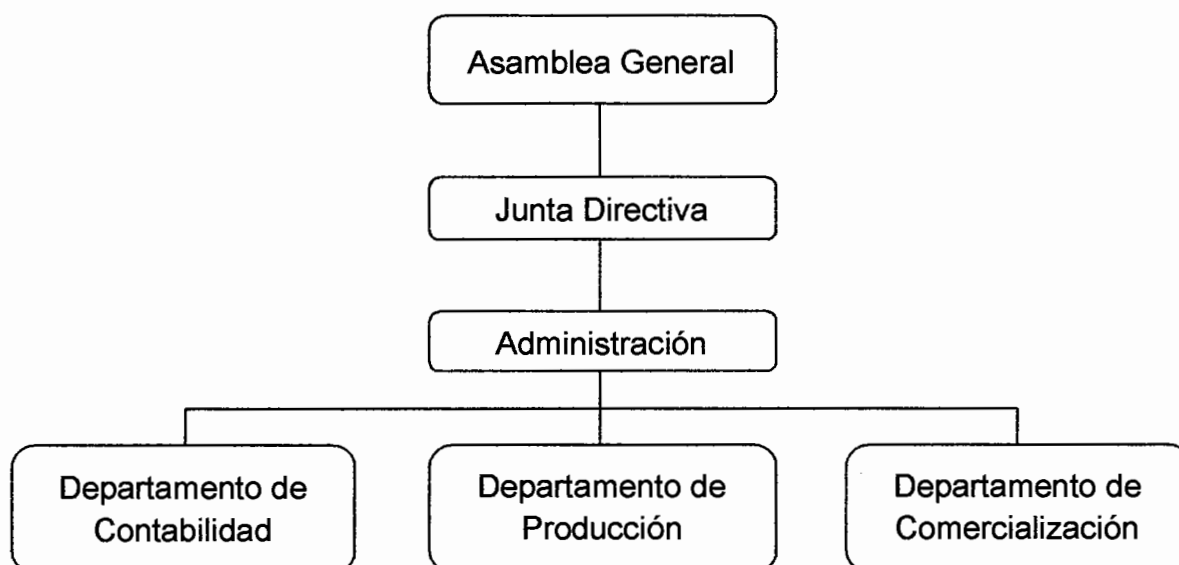 Asamblea General
Junta Directiva
Administración
Departamento de
Contabilidad
Departamento de
Producción
Departamento de
Comercialización